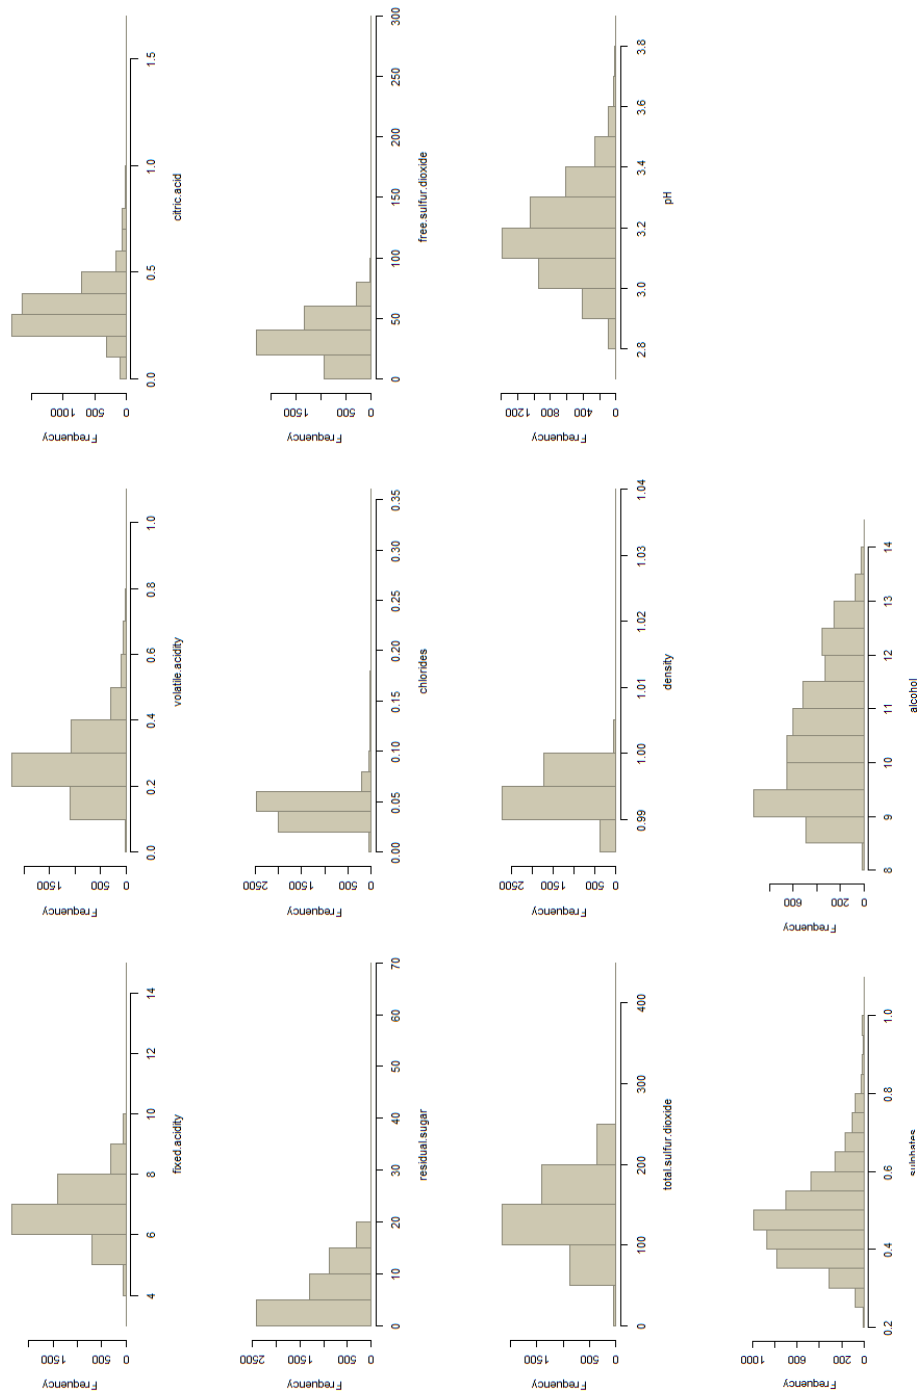 Frequency
0 500 1500
4 6 8 10 12 14
fixed.acidity
Frequency
0 500 1500
0.0 0.2 0.4 0.6 0.8 1.0
volatile.acidity
Frequency
0 500 1000
0.0 0.5 1.0 1.5
citric.acid
Frequency
0 500 1500 2500
0 10 20 30 40 50 60 70
residual.sugar
Frequency
0 500 1500 2500
0.00 0.05 0.10 0.15 0.20 0.25 0.30 0.35
chlorides
Frequency
0 500 1500
0 50 100 150 200 250 300
free.sulfur.dioxide
Frequency
0 500 1500
0 100 200 300 400
total.sulfur.dioxide
Frequency
0 500 1500 2500
0.99 1.00 1.01 1.02 1.03 1.04
density
Frequency
0 400 800 1200
2.8 3.0 3.2 3.4 3.6 3.8
pH
Frequency
0 200 600 1000
0.2 0.4 0.6 0.8 1.0
sulphates
Frequency
0 200 600
8 9 10 11 12 13 14
alcohol